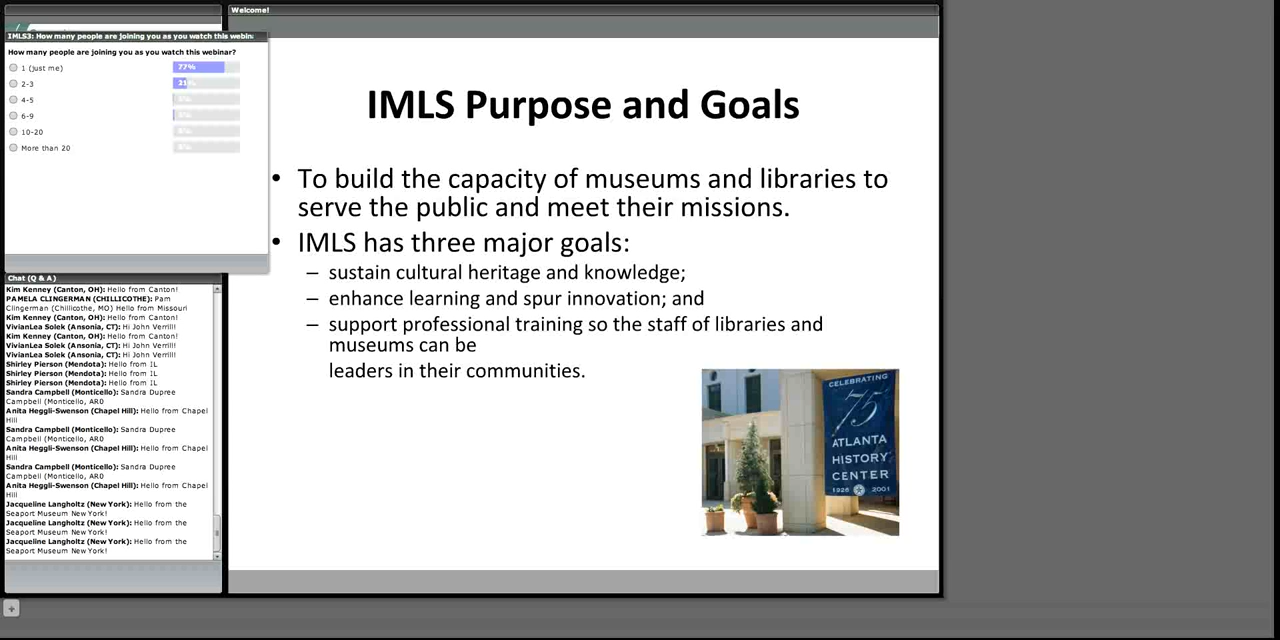 Welcome!
IMLS3: How many people are joining you as you watch this webin
How many people are joining you as you watch this webinar?
1 (just me) 77%
2-3 21%
4-5
6-9
10-20
More than 20
Chat (Q & A)
Kim Kenney (Canton, OH): Hello from Canton!
PAMELA CLINGERMAN (CHILLICOTHE): Pam
Clingerman (Chillicothe, MO) Hello from Missouri
Kim Kenney (Canton, OH): Hello from Canton!
VivianLea Solek (Ansonia, CT): Hi John Verrill!
Kim Kenney (Canton, OH): Hello from Canton!
VivianLea Solek (Ansonia, CT): Hi John Verrill!
VivianLea Solek (Ansonia, CT): Hi John Verrill!
Shirley Pierson (Mendota): Hello from IL
Shirley Pierson (Mendota): Hello from IL
Shirley Pierson (Mendota): Hello from IL
Sandra Campbell (Monticello): Sandra Dupree
Campbell (Monticello, AR0
Anita Heggli-Swenson (Chapel Hill): Hello from Chapel
Hill
Sandra Campbell (Monticello): Sandra Dupree
Campbell (Monticello, AR0
Anita Heggli-Swenson (Chapel Hill): Hello from Chapel
Hill
Sandra Campbell (Monticello): Sandra Dupree
Campbell (Monticello, AR0
Anita Heggli-Swenson (Chapel Hill): Hello from Chapel
Hill
Jacqueline Langholtz (New York): Hello from the
Seaport Museum New York!
Jacqueline Langholtz (New York): Hello from the
Seaport Museum New York!
Jacqueline Langholtz (New York): Hello from the
Seaport Museum New York!
IMLS Purpose and Goals
• To build the capacity of museums and libraries to
serve the public and meet their missions.
• IMLS has three major goals:
– sustain cultural heritage and knowledge;
– enhance learning and spur innovation; and
– support professional training so the staff of libraries and
museums can be
leaders in their communities.
CELEBRATING
75
ATLANTA
HISTORY
CENTER
1926 2001